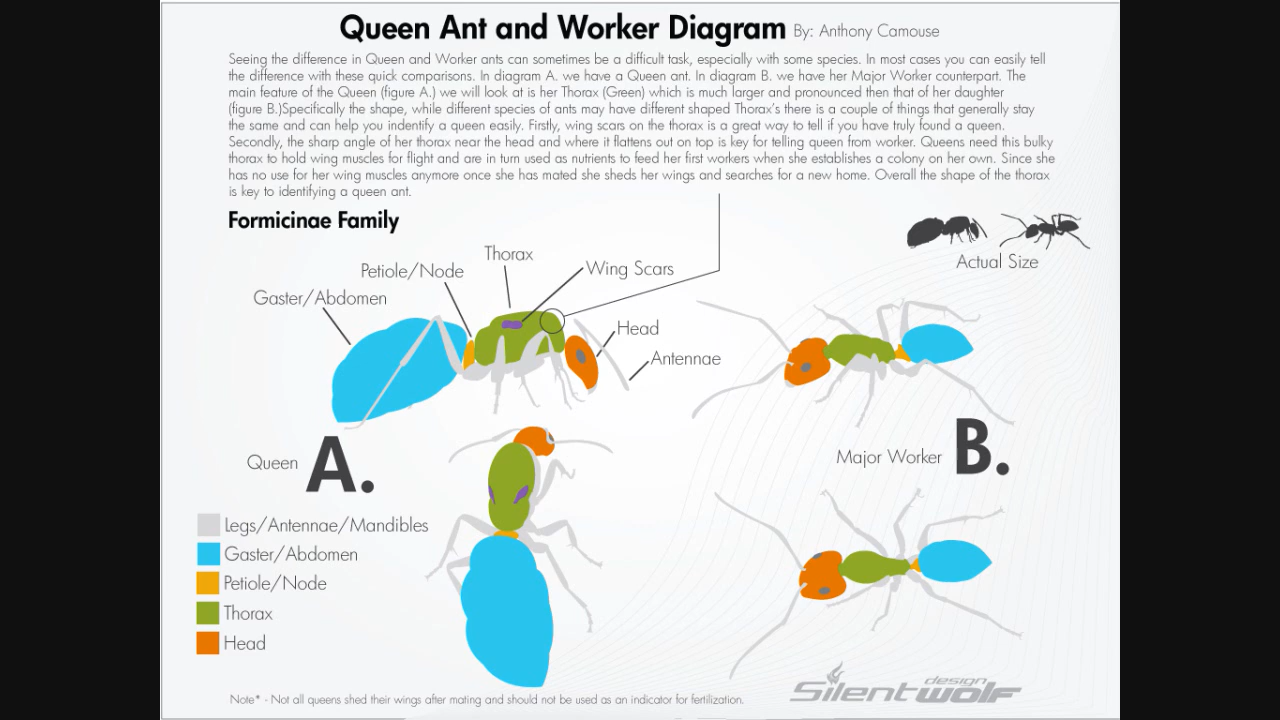 Queen Ant and Worker Diagram By: Anthony Camouse
Seeing the difference in Queen and Worker ants can sometimes be a difficult task, especially with some species. In most cases you can easily tell
the difference with these quick comparisons. In diagram A. we have a Queen ant. In diagram B. we have her Major Worker counterpart. The
main feature of the Queen (figure A.) we will look at is her Thorax (Green) which is much larger and pronounced then that of her daughter
(figure B.)Specifically the shape, while different species of ants may have different shaped Thorax's there is a couple of things that generally stay
the same and can help you indentify a queen easily. Firstly, wing scars on the thorax is a great way to tell if you have truly found a queen.
Secondly, the sharp angle of her thorax near the head and where it flattens out on top is key for telling queen from worker. Queens need this bulky
thorax to hold wing muscles for flight and are in turn used as nutrients to feed her first workers when she establishes a colony on her own. Since she
has no use for her wing muscles anymore once she has mated she sheds her wings and searches for a new home. Overall the shape of the thorax
is key to identifying a queen ant.
Formicinae Family
Actual Size
Thorax
Petiole/Node
Wing Scars
Gaster/Abdomen
Head
Antennae
Queen A.
Major Worker B.
Legs/Antennae/Mandibles
Gaster/Abdomen
Petiole/Node
Thorax
Head
Note* - Not all queens shed their wings after mating and should not be used as an indicator for fertilization.
design
Silentwolf